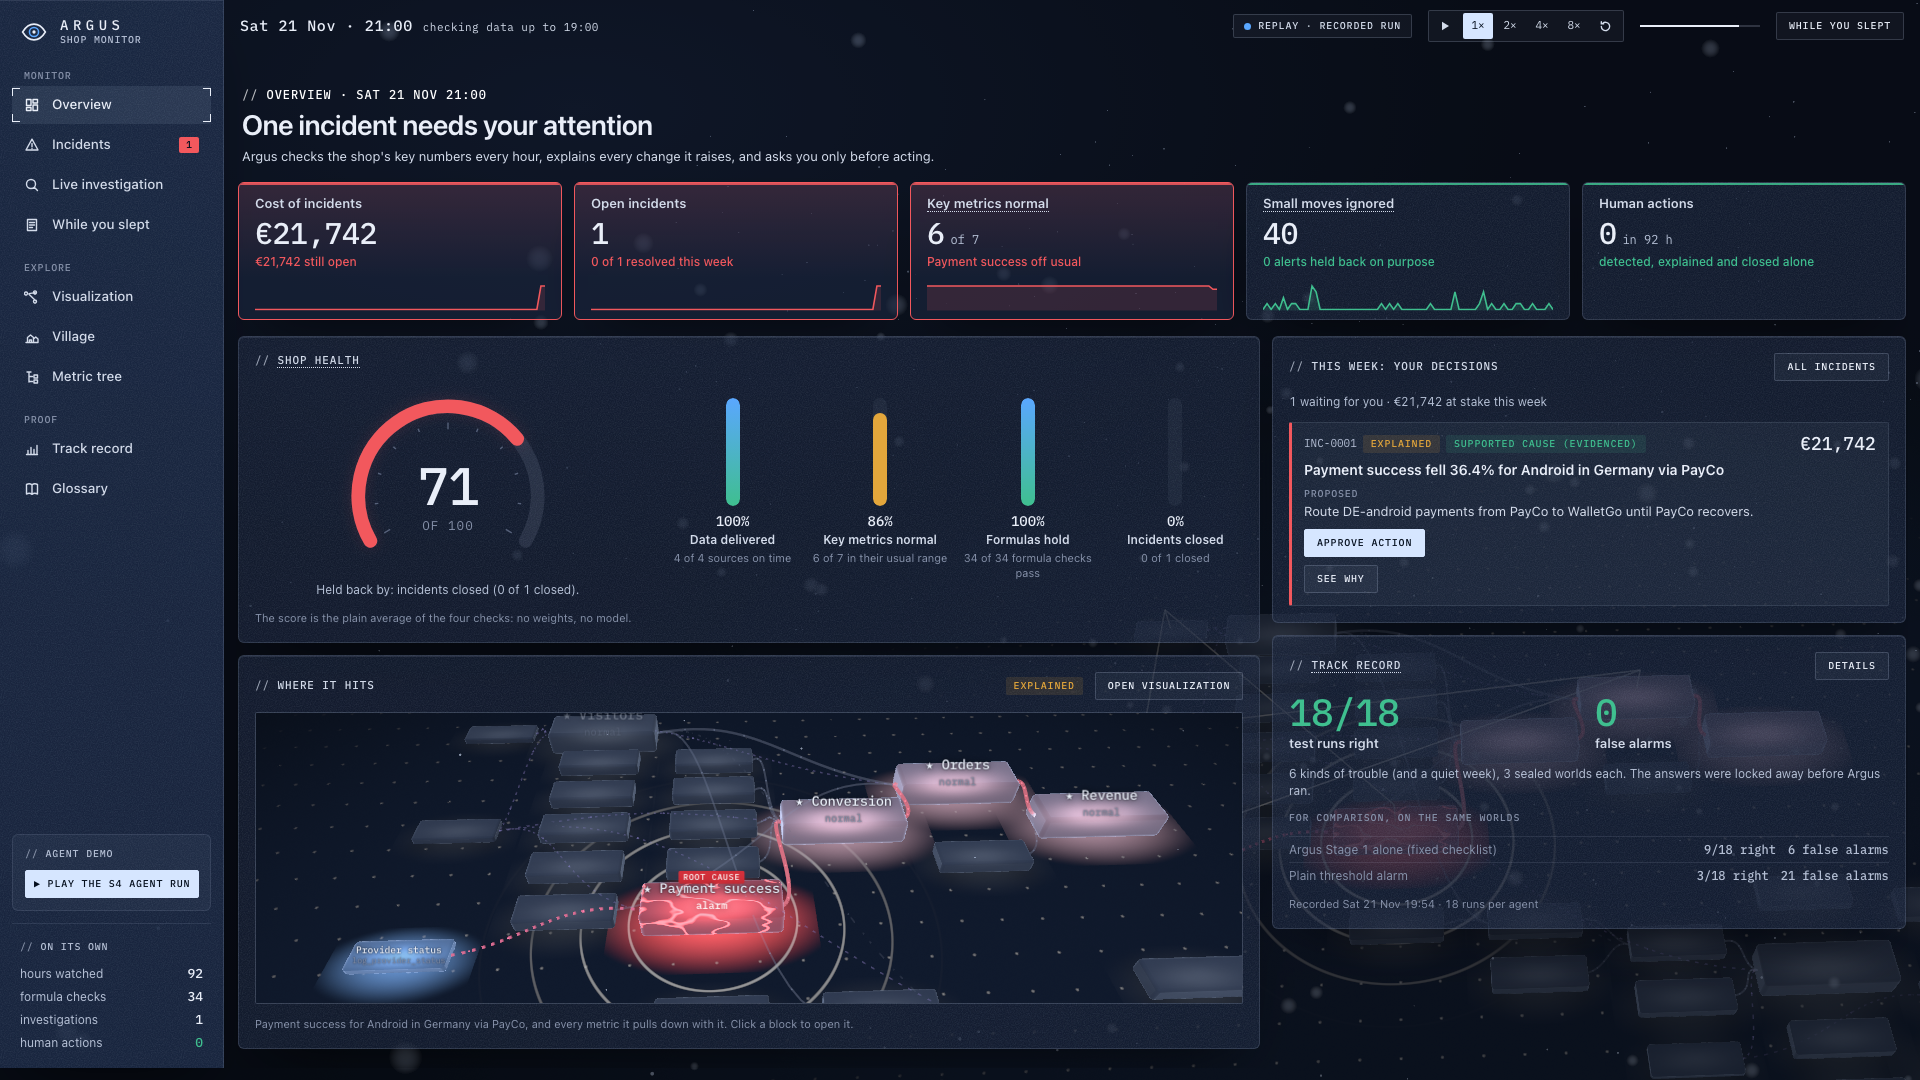 ARGUS
SHOP MONITOR
MONITOR
Overview
Incidents 1
Live investigation
While you slept
EXPLORE
Visualization
Village
Metric tree
PROOF
Track record
Glossary
// AGENT DEMO
PLAY THE S4 AGENT RUN
// ON ITS OWN
hours watched 92
formula checks 34
investigations 1
human actions 0
Sat 21 Nov · 21:00 checking data up to 19:00
REPLAY · RECORDED RUN
1× 2× 4× 8×
WHILE YOU SLEPT
// OVERVIEW · SAT 21 NOV 21:00
One incident needs your attention
Argus checks the shop's key numbers every hour, explains every change it raises, and asks you only before acting.
Cost of incidents
€21,742
€21,742 still open
Open incidents
1
0 of 1 resolved this week
Key metrics normal
6 of 7
Payment success off usual
Small moves ignored
40
0 alerts held back on purpose
Human actions
0 in 92 h
detected, explained and closed alone
// SHOP HEALTH
71
OF 100
Held back by: incidents closed (0 of 1 closed).
The score is the plain average of the four checks: no weights, no model.
100%
Data delivered
4 of 4 sources on time
86%
Key metrics normal
6 of 7 in their usual range
100%
Formulas hold
34 of 34 formula checks
pass
0%
Incidents closed
0 of 1 closed
// WHERE IT HITS
EXPLAINED
OPEN VISUALIZATION
★ Visitors
★ Orders
normal
★ Conversion
normal
★ Revenue
normal
ROOT CAUSE
★ Payment success
alarm
Provider status
Payment success for Android in Germany via PayCo, and every metric it pulls down with it. Click a block to open it.
// THIS WEEK: YOUR DECISIONS
ALL INCIDENTS
1 waiting for you · €21,742 at stake this week
INC-0001 EXPLAINED SUPPORTED CAUSE (EVIDENCED) €21,742
Payment success fell 36.4% for Android in Germany via PayCo
PROPOSED
Route DE-android payments from PayCo to WalletGo until PayCo recovers.
APPROVE ACTION
SEE WHY
// TRACK RECORD
DETAILS
18/18
test runs right
0
false alarms
6 kinds of trouble (and a quiet week), 3 sealed worlds each. The answers were locked away before Argus
ran.
FOR COMPARISON, ON THE SAME WORLDS
Argus Stage 1 alone (fixed checklist) 9/18 right 6 false alarms
Plain threshold alarm 3/18 right 21 false alarms
Recorded Sat 21 Nov 19:54 · 18 runs per agent